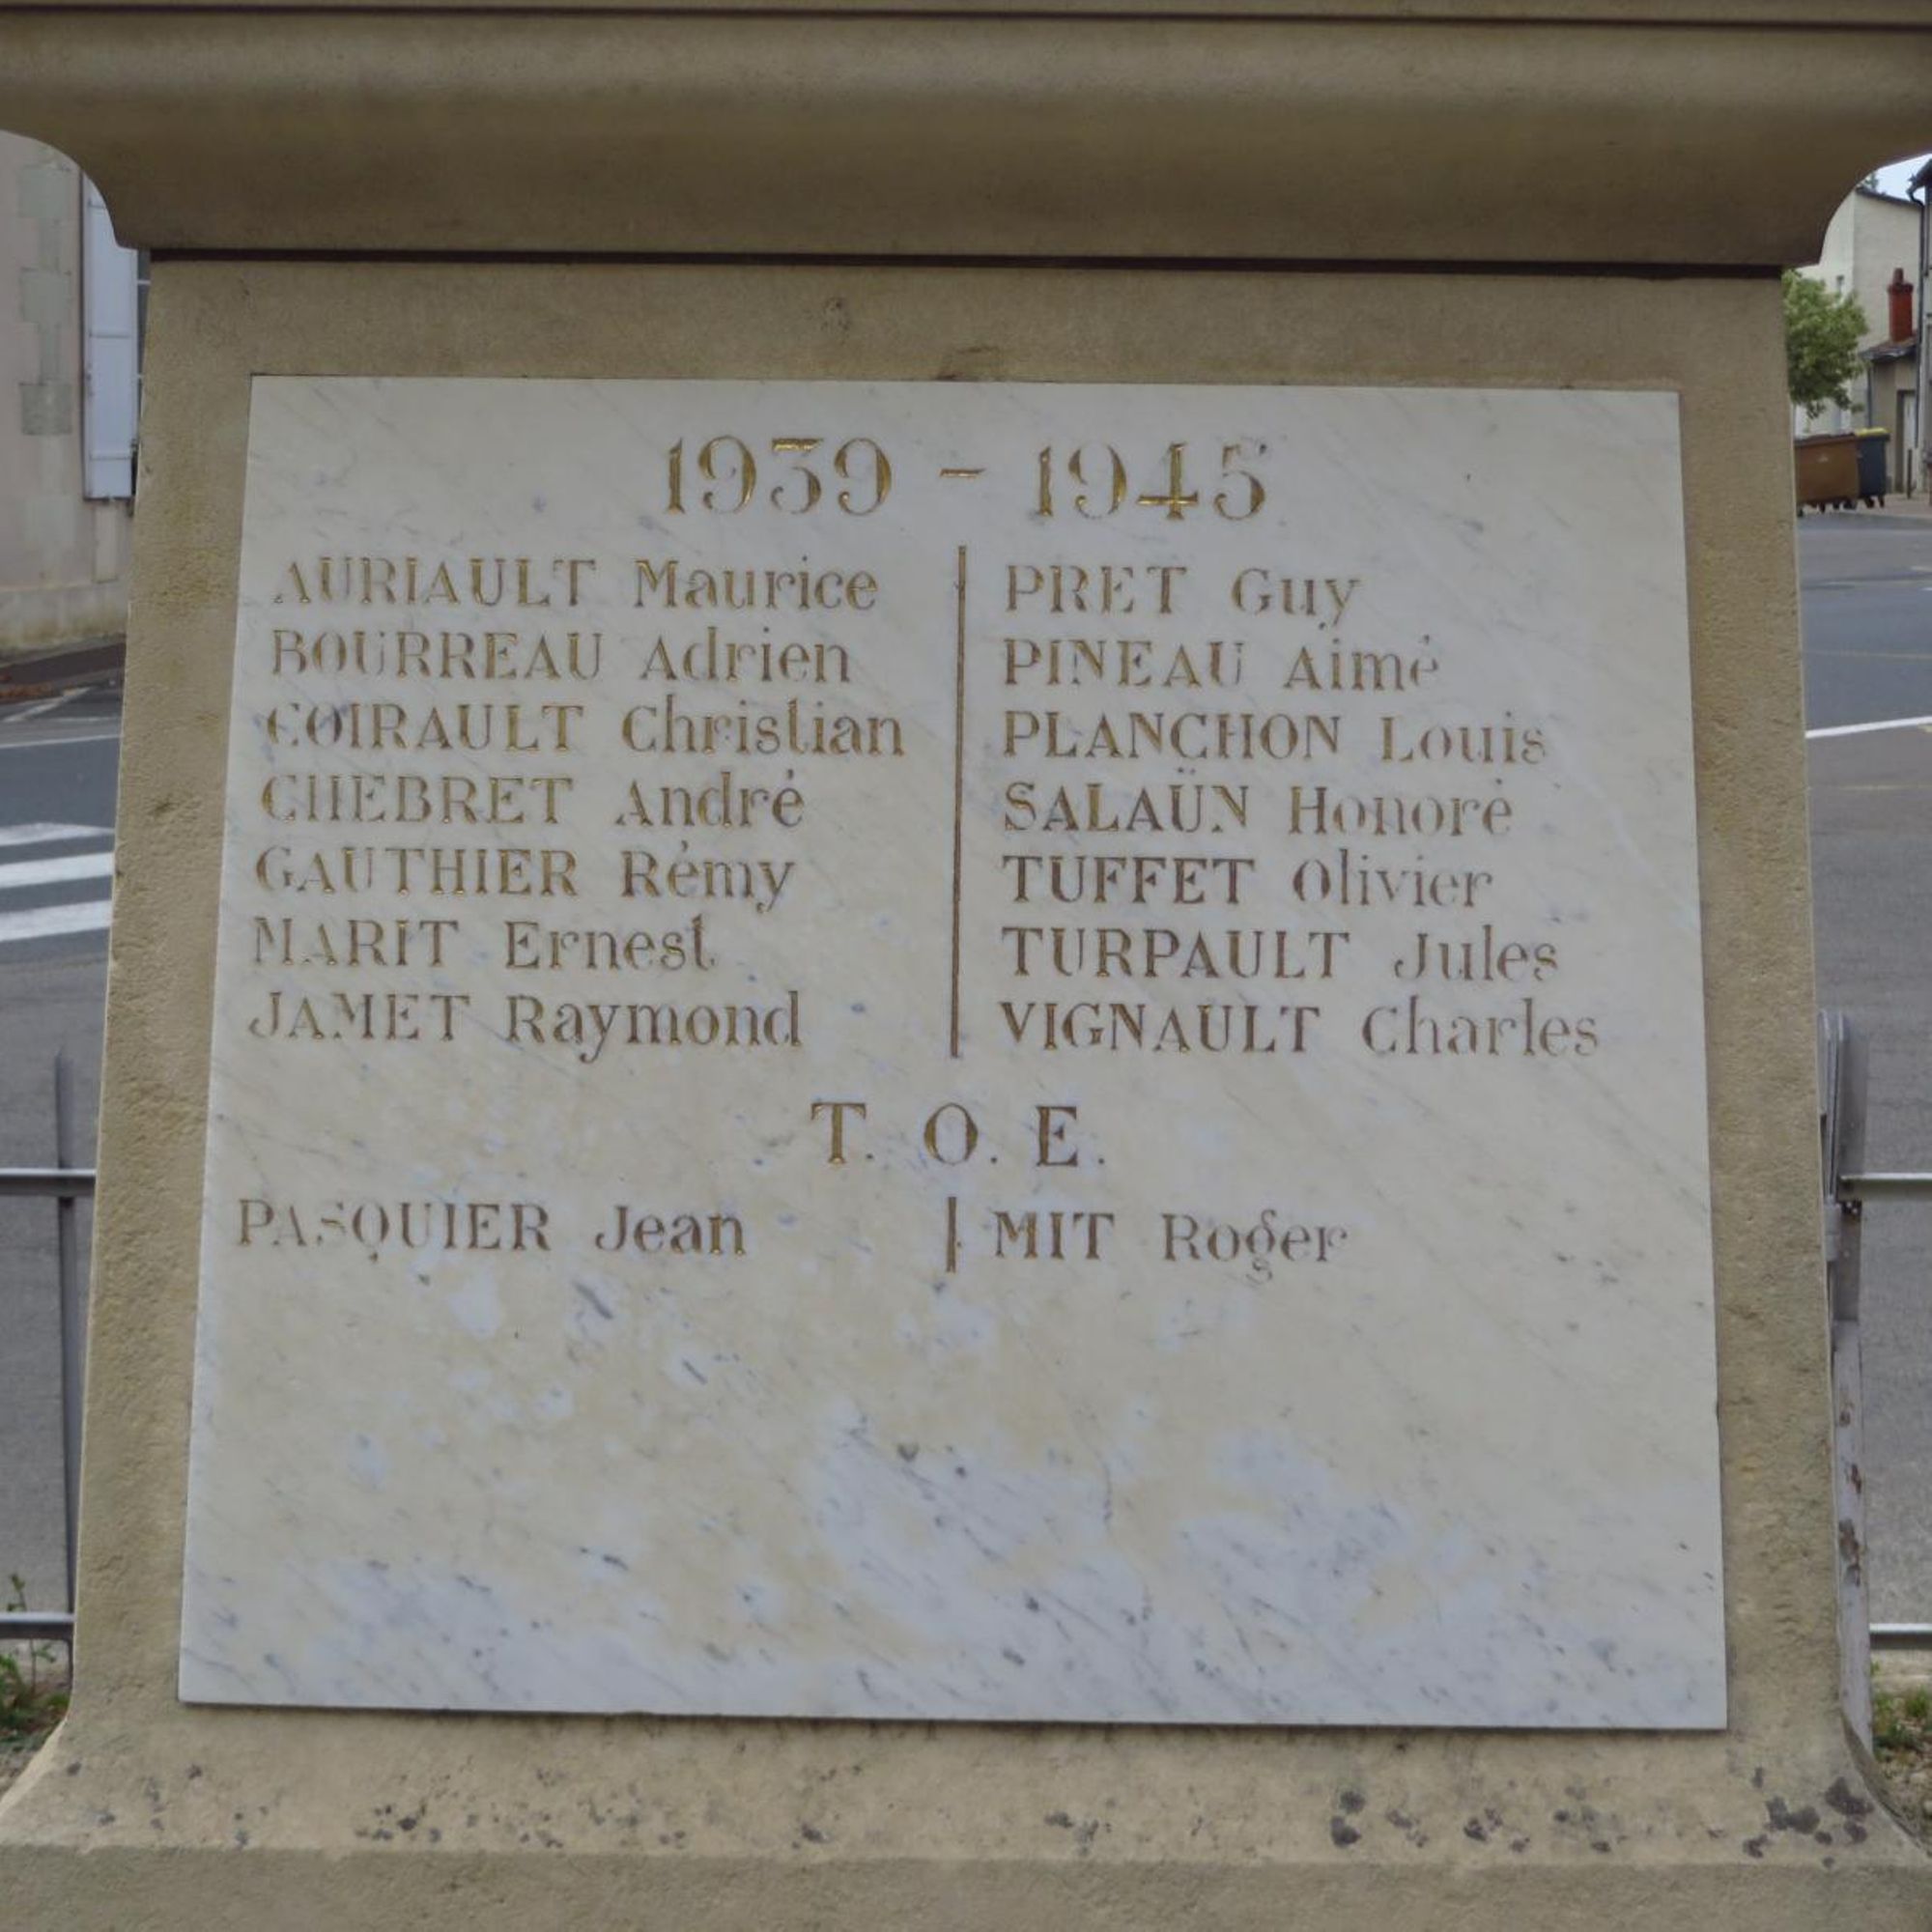 1939 - 1945
AURIAULT Maurice
BOURREAU Adrien
COIRAULT Christian
CHEBRET André
GAUTHIER Rémy
MARIT Ernest
JAMET Raymond
PRET Guy
PINEAU Aimé
PLANCHON Louis
SALAÜN Honoré
TUFFET Olivier
TURPAULT Jules
VIGNAULT Charles
T. O. E.
PASQUIER Jean
MIT Roger